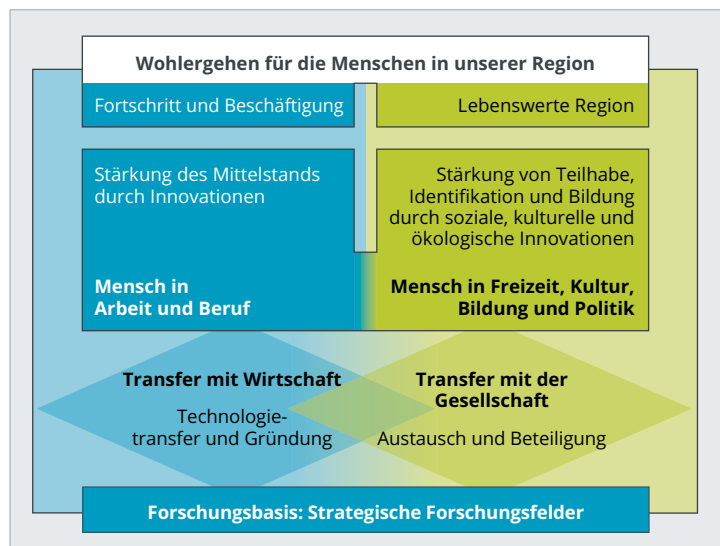 Wohlergehen für die Menschen in unserer Region
Fortschritt und Beschäftigung
Lebenswerte Region
Stärkung des Mittelstands
durch Innovationen
Mensch in
Arbeit und Beruf
Stärkung von Teilhabe,
Identifikation und Bildung
durch soziale, kulturelle und
ökologische Innovationen
Mensch in Freizeit, Kultur,
Bildung und Politik
Transfer mit Wirtschaft
Technologie-
transfer und Gründung
Transfer mit der
Gesellschaft
Austausch und Beteiligung
Forschungsbasis: Strategische Forschungsfelder